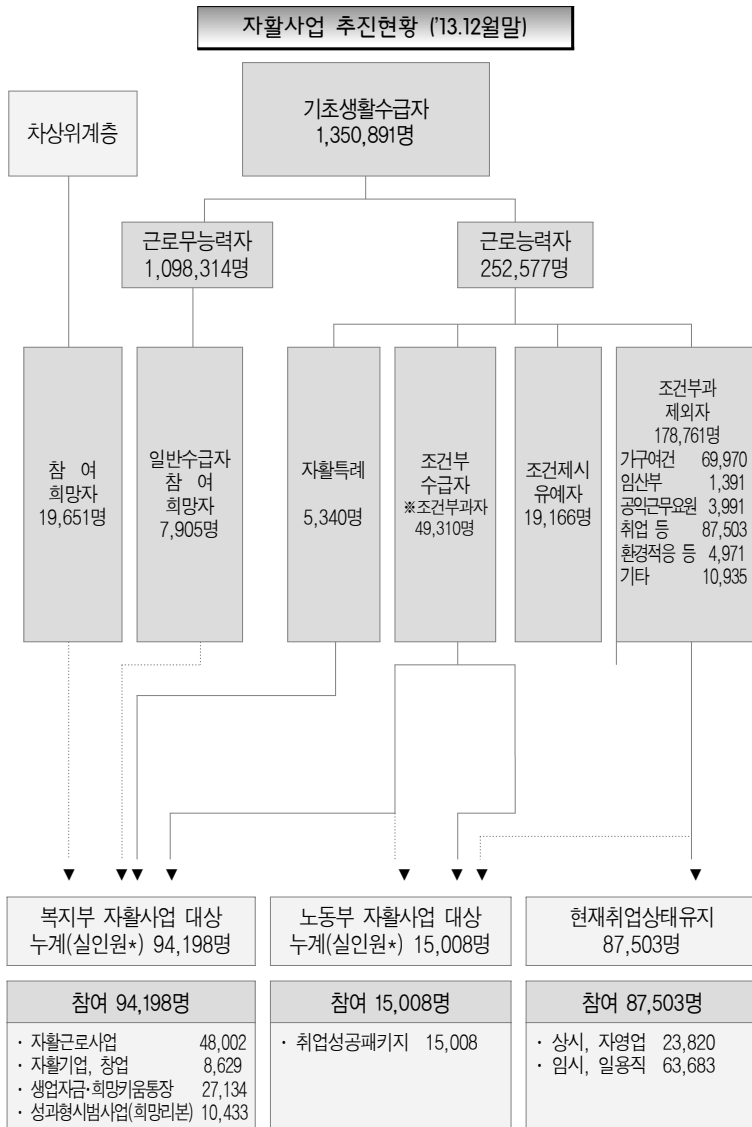 자활사업 추진현황 ('13.12월말)
차상위계층
기초생활수급자
1,350,891명
근로무능력자
1,098,314명
근로능력자
252,577명
참 여
희망자
19,651명
일반수급자
참 여
희망자
7,905명
자활특례
5,340명
조건부
수급자
※조건부과자
49,310명
조건제시
유예자
19,166명
조건부과
제외자
178,761명
가구여건 69,970
임산부 1,391
공익근무요원 3,991
취업 등 87,503
환경적응 등 4,971
기타 10,935
복지부 자활사업 대상
누계(실인원*) 94,198명
노동부 자활사업 대상
누계(실인원*) 15,008명
현재취업상태유지
87,503명
참여 94,198명
· 자활근로사업 48,002
· 자활기업, 창업 8,629
· 생업자금·희망키움통장 27,134
· 성과형시범사업(희망리본) 10,433
참여 15,008명
· 취업성공패키지 15,008
참여 87,503명
· 상시, 자영업 23,820
· 임시, 일용직 63,683